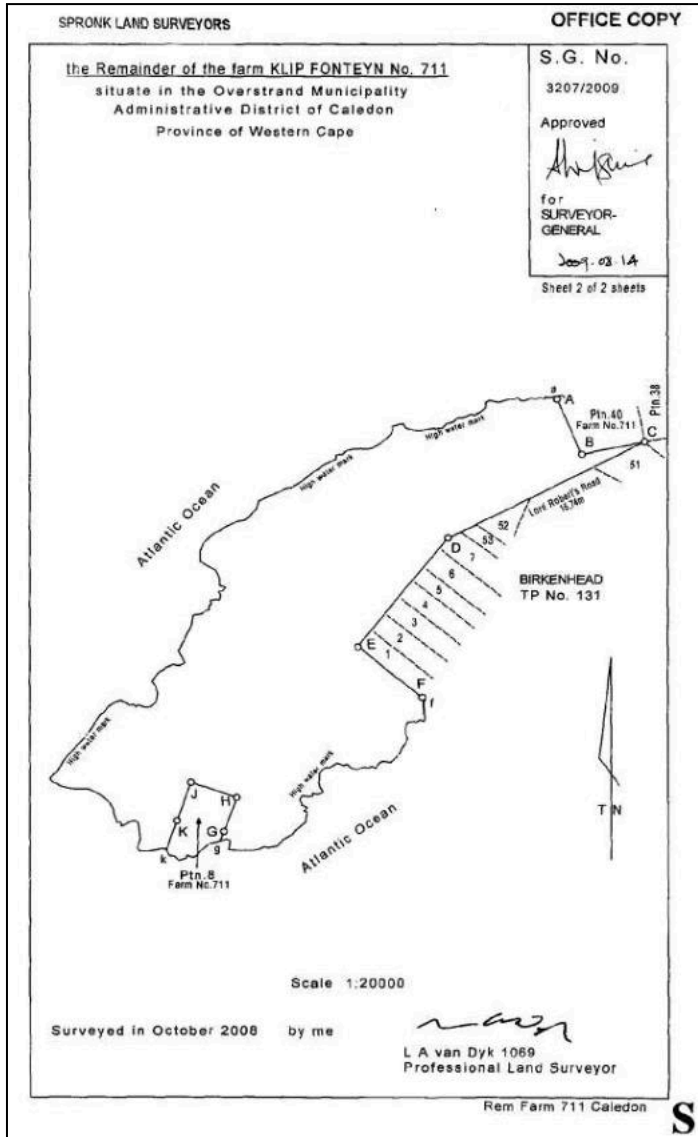 SPRONK LAND SURVEYORS
OFFICE COPY
the Remainder of the farm KLIP FONTEYN No. 711
situate in the Overstrand Municipality
Administrative District of Caledon
Province of Western Cape
S.G. No.
3207/2009
Approved
for
SURVEYOR-
GENERAL
2009.08.14
Sheet 2 of 2 sheets
a
A
Ptn.40
Farm No.711
Ptn.38
B
C
51
High water mark
High water mark
Lord Robert's Road
15,74m
Atlantic Ocean
52
53
D
7
6
5
4
3
2
1
BIRKENHEAD
TP No. 131
E
F
f
High water mark
High water mark
J
H
K
G
k
g
Ptn.8
Farm No.711
Atlantic Ocean
T N
Scale 1:20000
Surveyed in October 2008 by me
L A van Dyk 1069
Professional Land Surveyor
Rem Farm 711 Caledon
S